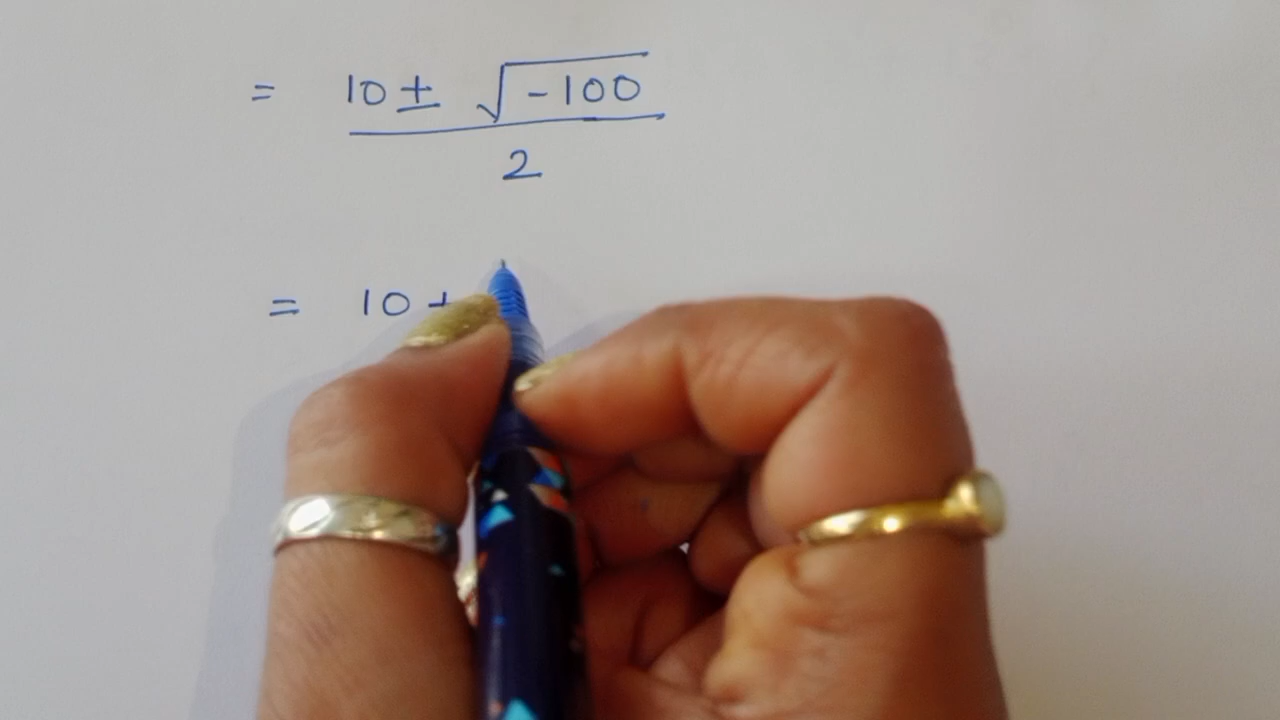 = 10 ± √-100
2
= 10 +